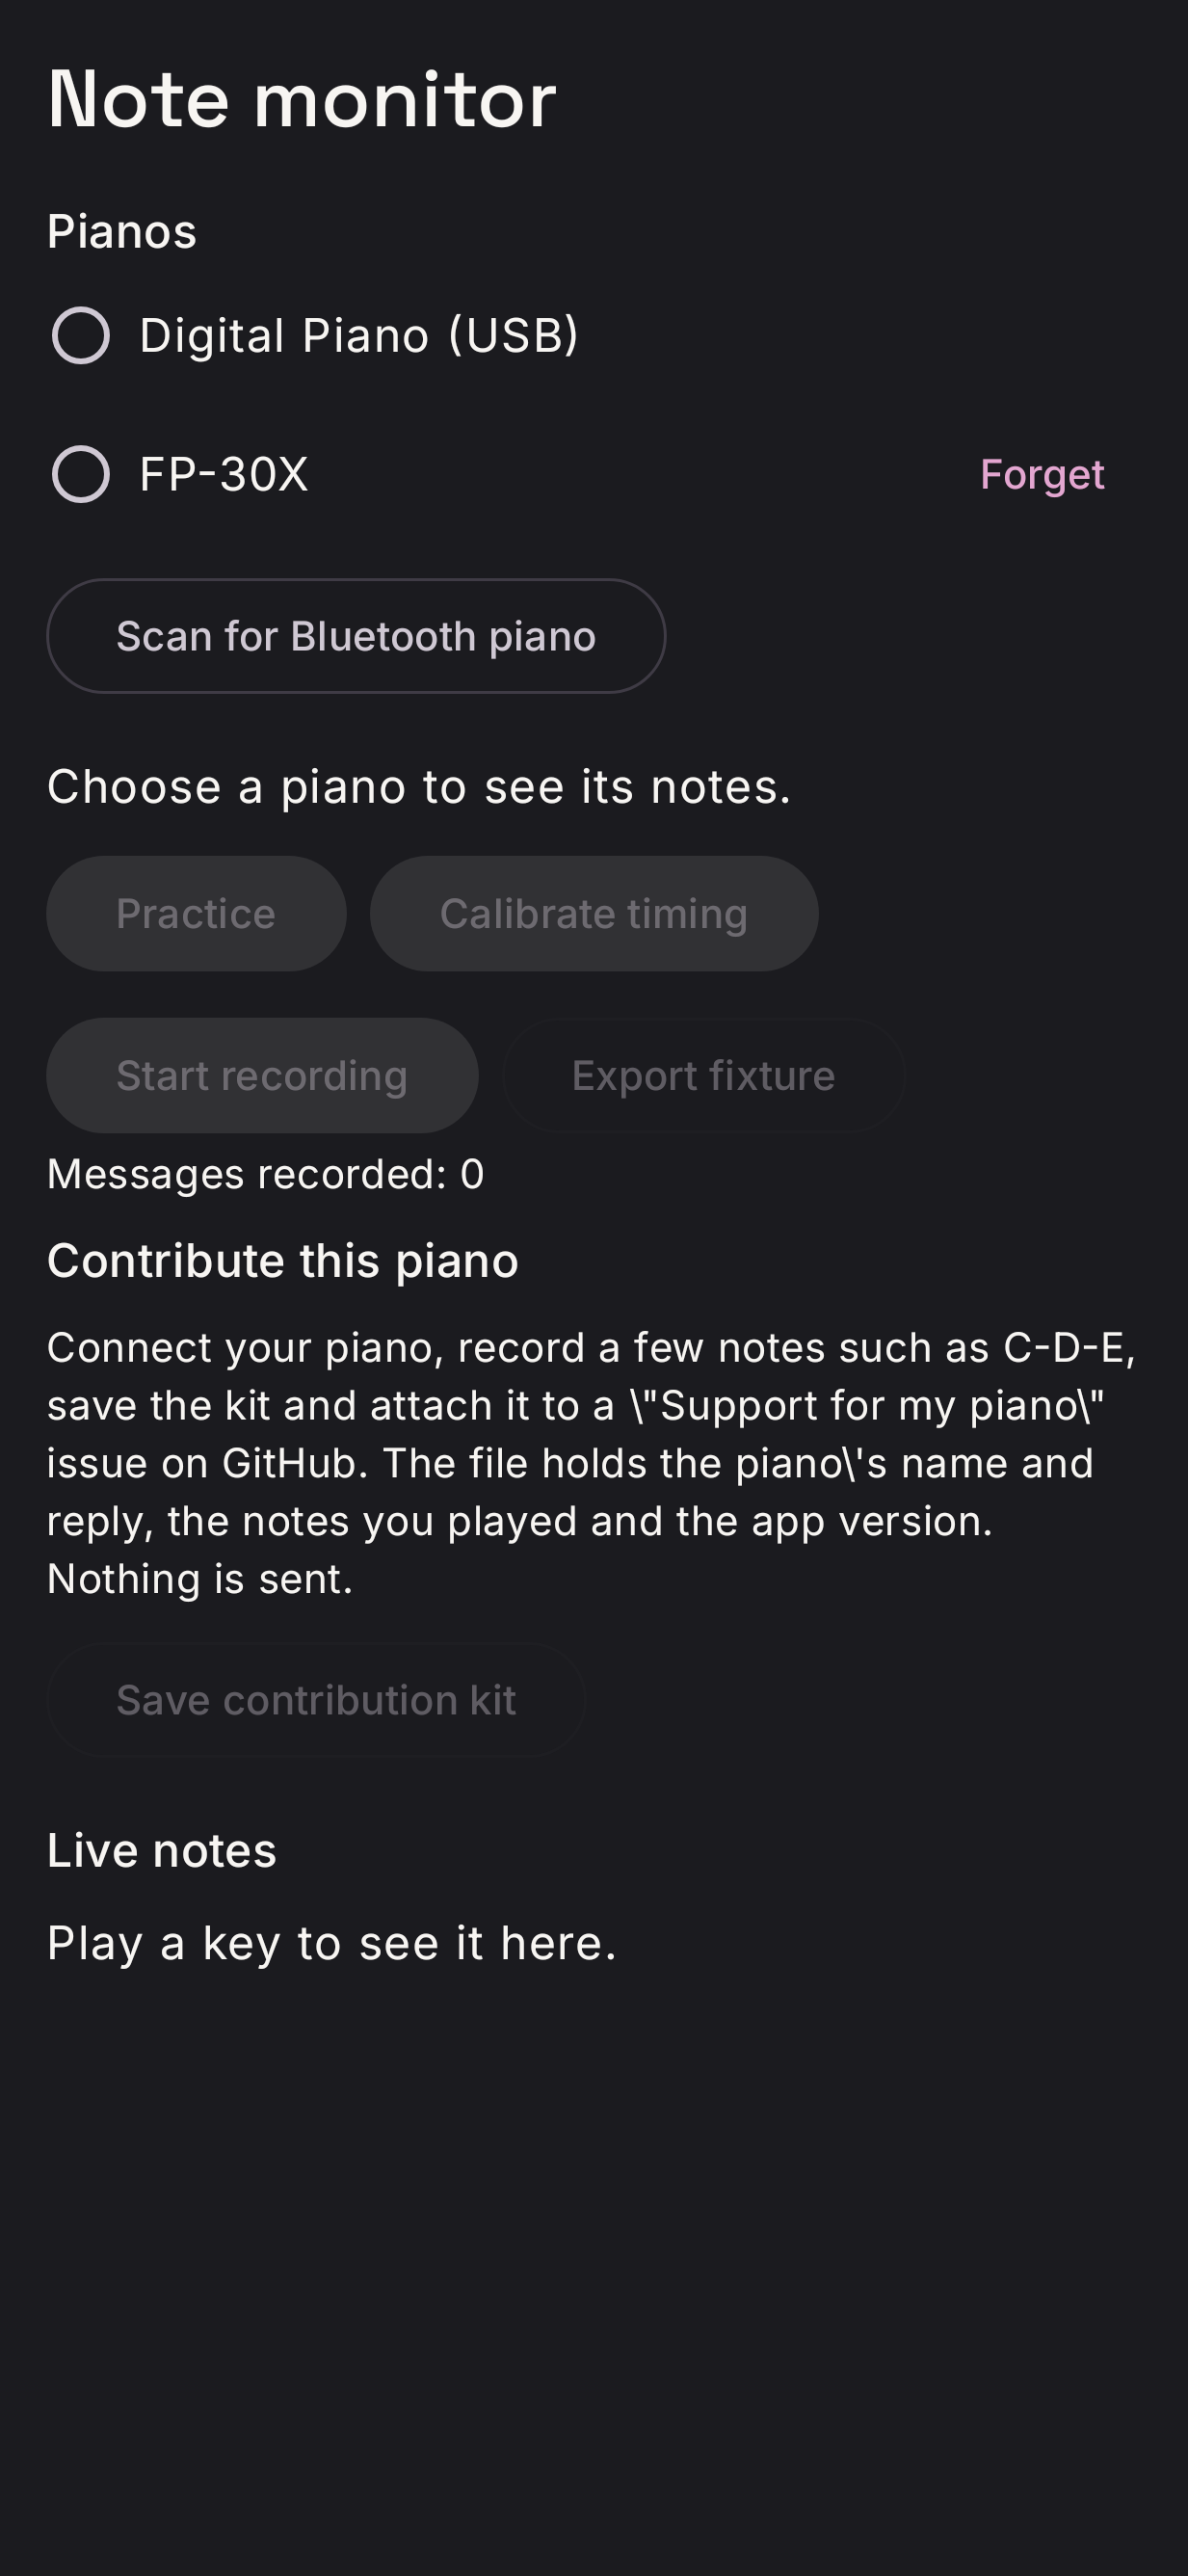 Note monitor
Pianos
Digital Piano (USB)
FP-30X
Forget
Scan for Bluetooth piano
Choose a piano to see its notes.
Practice
Calibrate timing
Start recording
Export fixture
Messages recorded: 0
Contribute this piano
Connect your piano, record a few notes such as C-D-E,
save the kit and attach it to a \"Support for my piano\"
issue on GitHub. The file holds the piano\'s name and
reply, the notes you played and the app version.
Nothing is sent.
Save contribution kit
Live notes
Play a key to see it here.